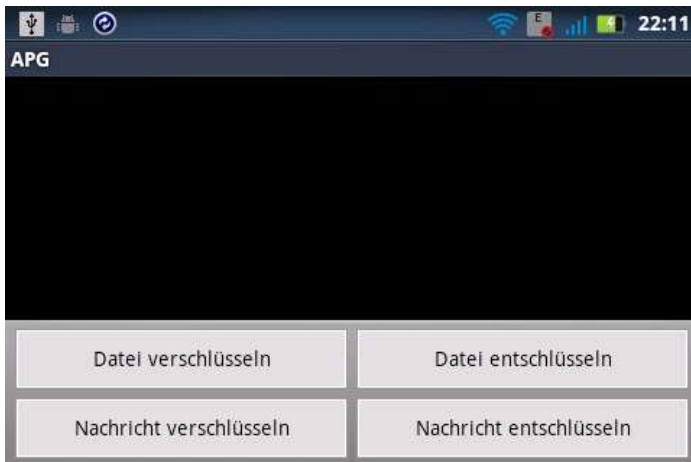 E 22:11
APG
Datei verschlüsseln Datei entschlüsseln
Nachricht verschlüsseln Nachricht entschlüsseln